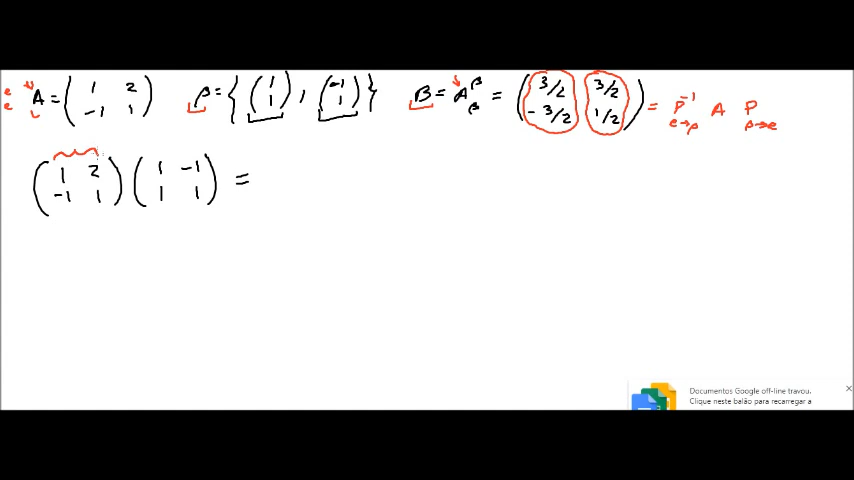 e e A = ( 1 2 -1 1 ) β = { ( 1 1 ) , ( -1 1 ) } B = A β β = ( 3/2 3/2 -3/2 1/2 ) = P⁻¹ e→β A P β→e
( 1 2 -1 1 ) ( 1 -1 1 1 ) =
Documentos Google off-line travou.
Clique neste balão para recarregar a